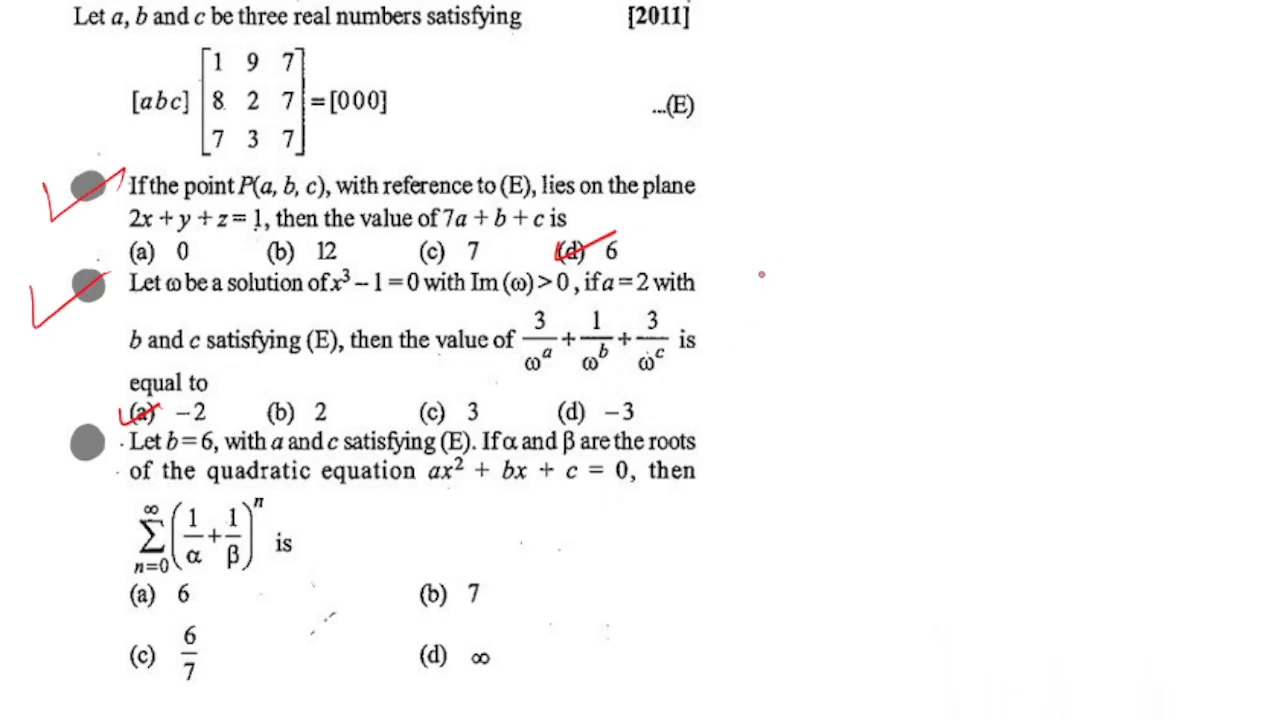 Let a, b and c be three real numbers satisfying [2011]
[abc] [1 9 7
8 2 7
7 3 7] = [000] ...(E)
If the point P(a, b, c), with reference to (E), lies on the plane
2x + y + z = 1, then the value of 7a + b + c is
(a) 0 (b) 12 (c) 7 (d) 6
Let ω be a solution of x³ – 1 = 0 with Im (ω) > 0, if a = 2 with
b and c satisfying (E), then the value of 3/ω^a + 1/ω^b + 3/ω^c is
equal to
(a) –2 (b) 2 (c) 3 (d) –3
Let b = 6, with a and c satisfying (E). If α and β are the roots
of the quadratic equation ax² + bx + c = 0, then
∑_{n=0}^{∞} (1/α + 1/β)^n is
(a) 6 (b) 7
(c) 6/7 (d) ∞